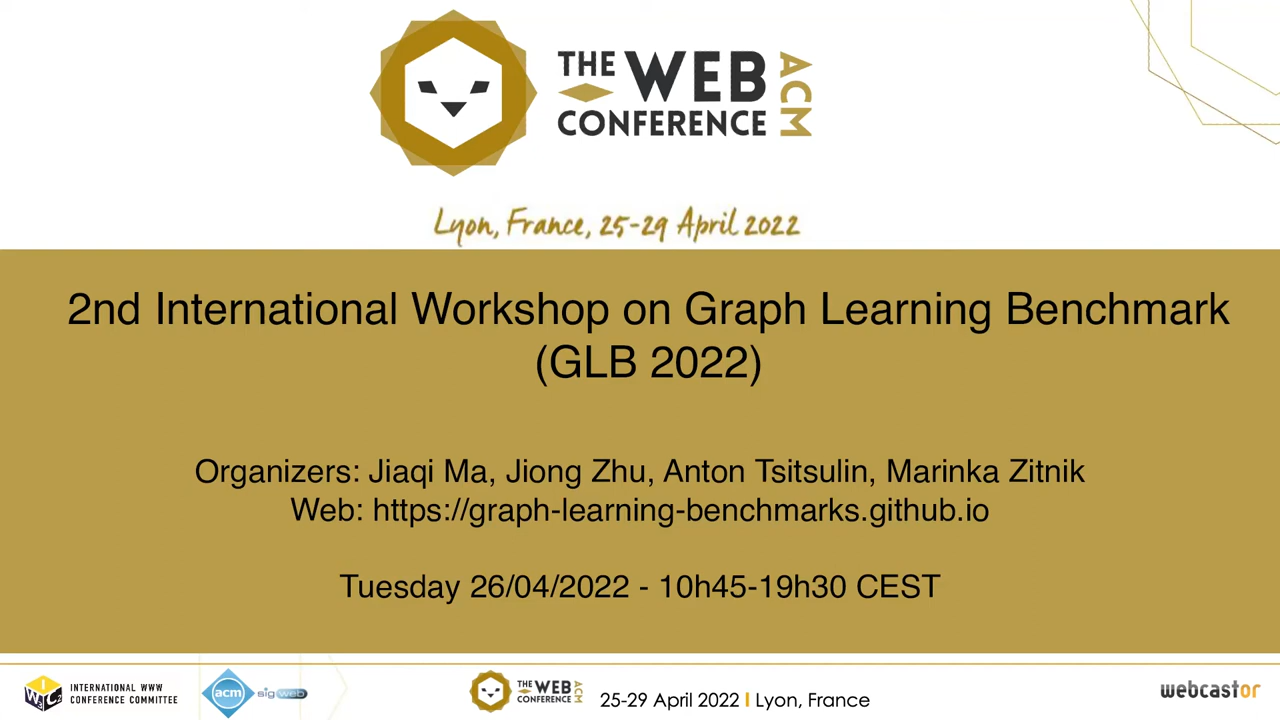 THE WEB CONFERENCE ACM
Lyon, France, 25-29 April 2022
2nd International Workshop on Graph Learning Benchmark
(GLB 2022)
Organizers: Jiaqi Ma, Jiong Zhu, Anton Tsitsulin, Marinka Zitnik
Web: https://graph-learning-benchmarks.github.io
Tuesday 26/04/2022 - 10h45-19h30 CEST
IW3C2
INTERNATIONAL WWW
CONFERENCE COMMITTEE
acm
sigweb
THE WEB CONFERENCE ACM
25-29 April 2022 I Lyon, France
webcastor